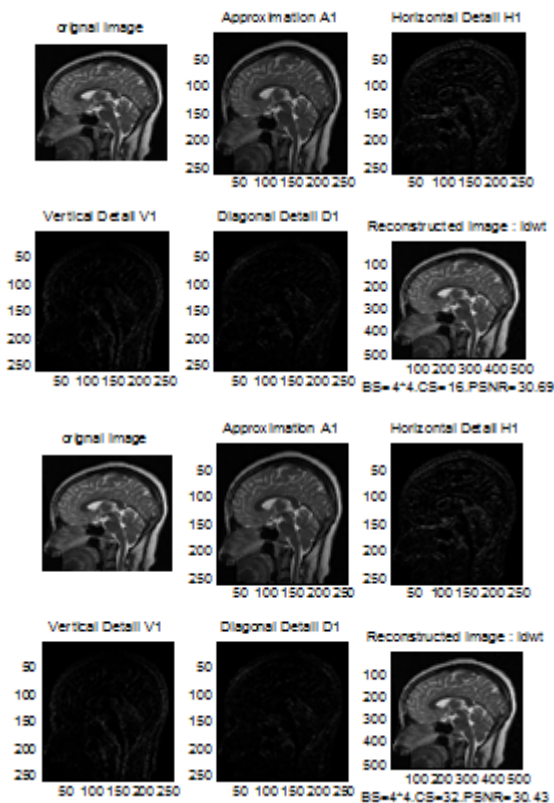 orignal Image
Approximation A1
Horizontal Detail H1
50
100
150
200
250
50 100 150 200 250
50
100
150
200
250
50 100 150 200 250
Vertical Detail V1
Diagonal Detail D1
Reconstructed Image : Idwt
50
100
150
200
250
50 100 150 200 250
50
100
150
200
250
50 100 150 200 250
100
200
300
400
500
100 200 300 400 500
BS=4*4.CS=16.PSNR=30.69
orignal Image
Approximation A1
Horizontal Detail H1
50
100
150
200
250
50 100 150 200 250
50
100
150
200
250
50 100 150 200 250
Vertical Detail V1
Diagonal Detail D1
Reconstructed Image : Idwt
50
100
150
200
250
50 100 150 200 250
50
100
150
200
250
50 100 150 200 250
100
200
300
400
500
100 200 300 400 500
BS=4*4.CS=32.PSNR=30.43